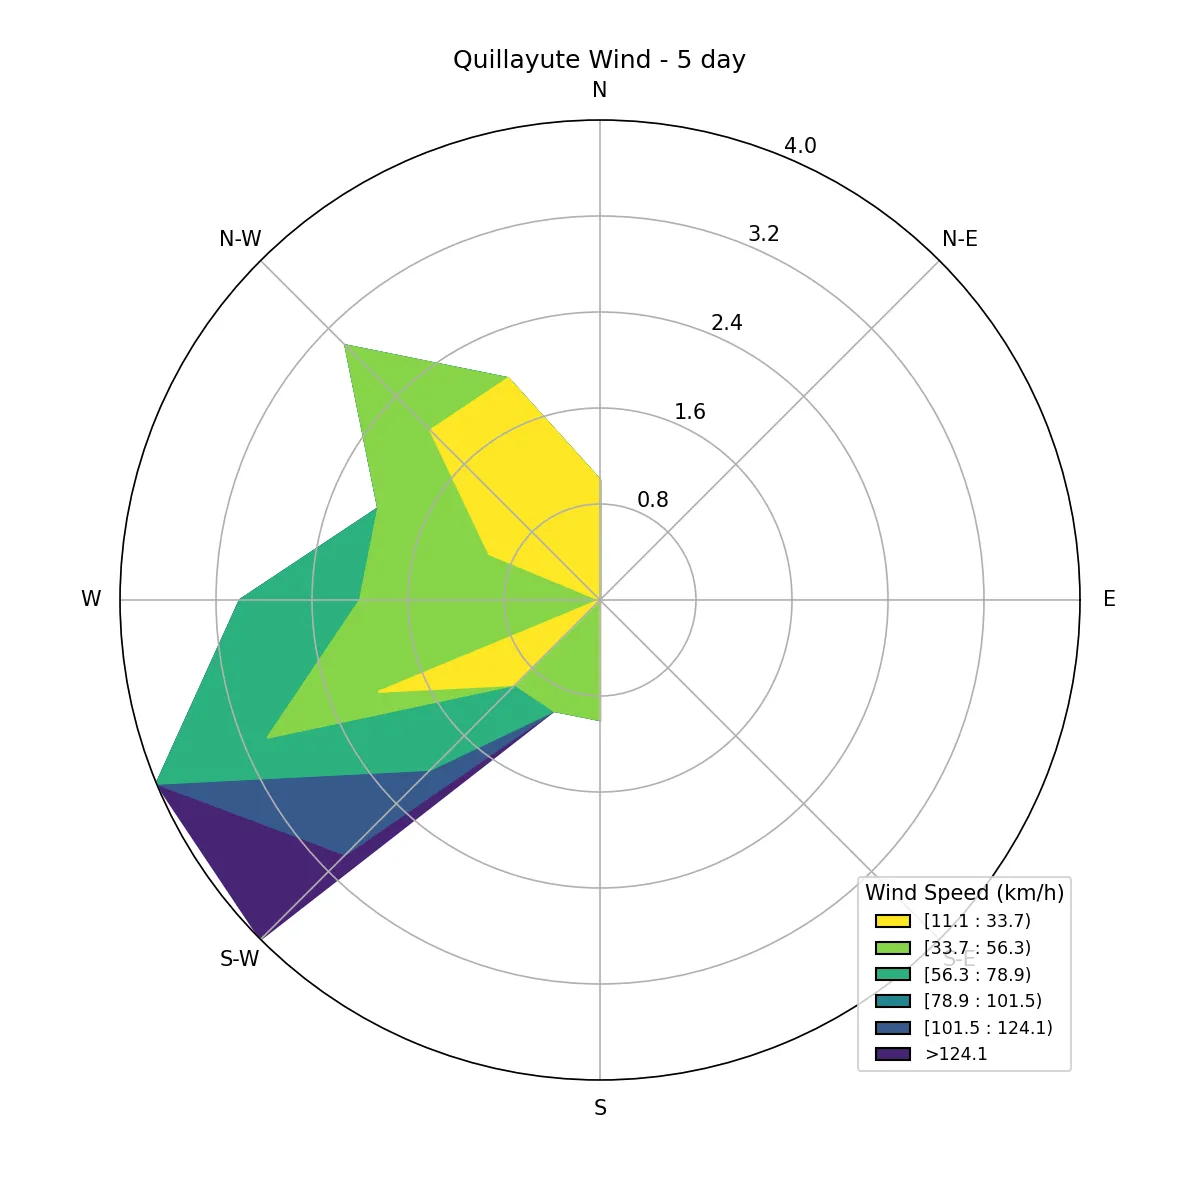 Quillayute Wind - 5 day
N
4.0
3.2
N-W
N-E
2.4
1.6
0.8
W
E
Wind Speed (km/h)
[11.1 : 33.7)
[33.7 : 56.3)
S-W
S-E
[56.3 : 78.9)
[78.9 : 101.5)
[101.5 : 124.1)
>124.1
S